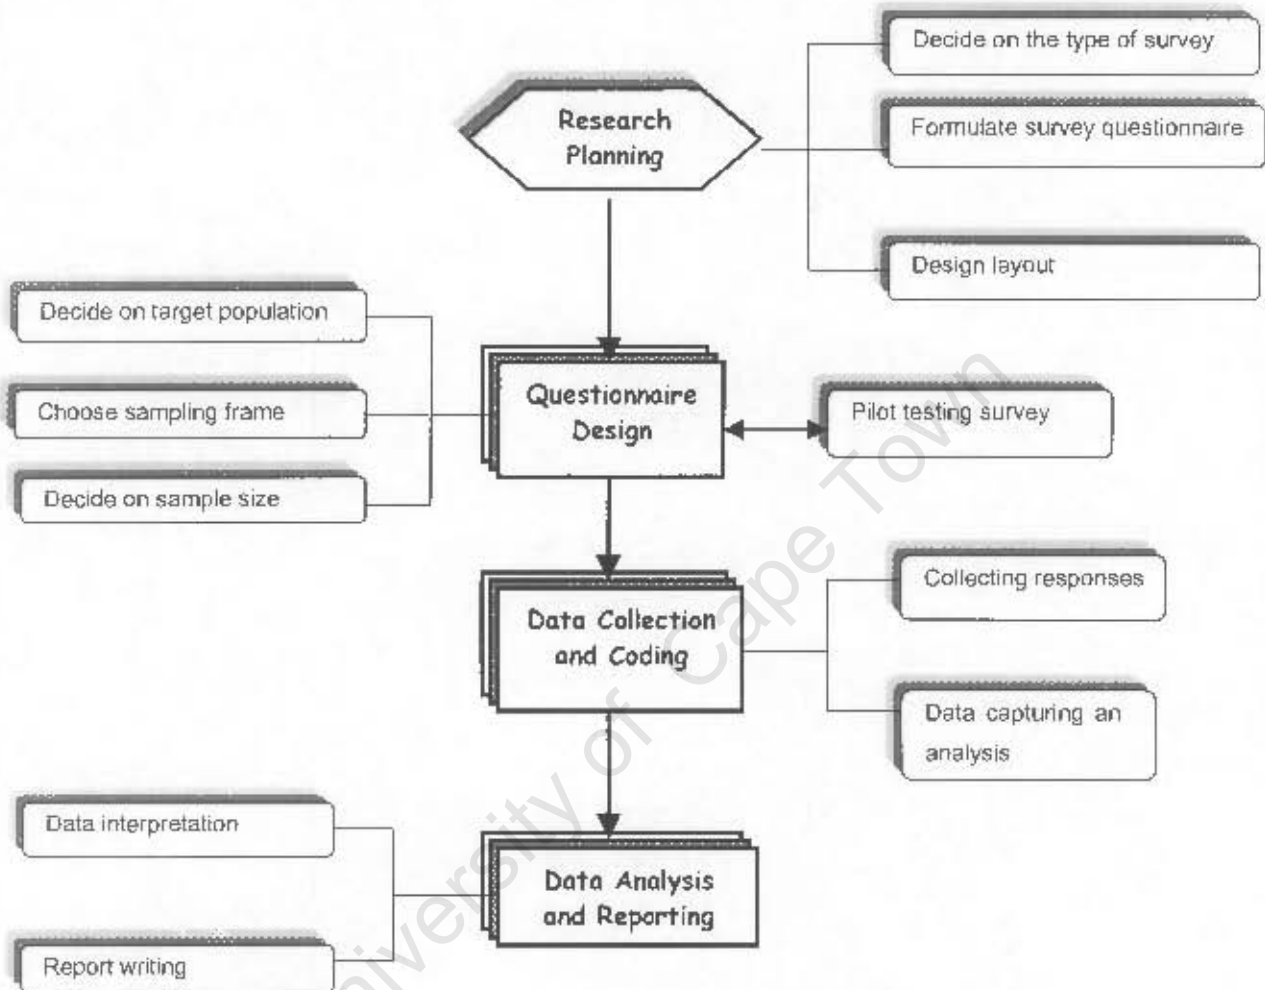 Decide on the type of survey
Research
Planning
Formulate survey questionnaire
Design layout
Decide on target population
Questionnaire
Design
Choose sampling frame
Pilot testing survey
Decide on sample size
Collecting responses
Data Collection
and Coding
Data capturing an
analysis
Data interpretation
Data Analysis
and Reporting
Report writing
University of Cape Town